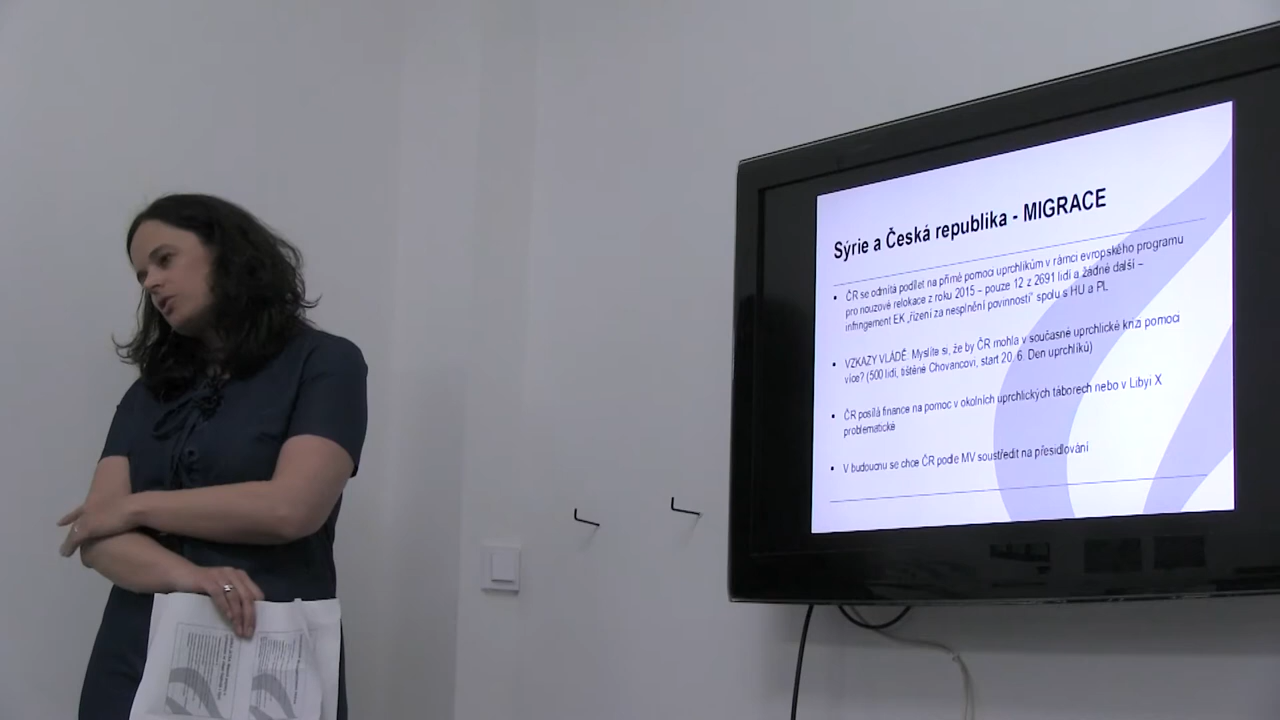 Sýrie a Česká republika - MIGRACE
ČR se odmítá podílet na přímé pomoci uprchlíkům v rámci evropského programu
pro nouzové relokace z roku 2015 – pouze 12 z 2691 lidí a žádné další –
infringement EK „řízení za nesplnění povinnosti" spolu s HU a PL
VZKAZY VLÁDĚ: Myslíte si, že by ČR mohla v současné uprchlické krizi pomoci
více? (500 lidí, tištěné Chovancovi, start 20. 6. Den uprchlíků)
ČR posílá finance na pomoc v okolních uprchlických táborech nebo v Libyi X
problematické
V budoucnu se chce ČR podle MV soustředit na přesídlování